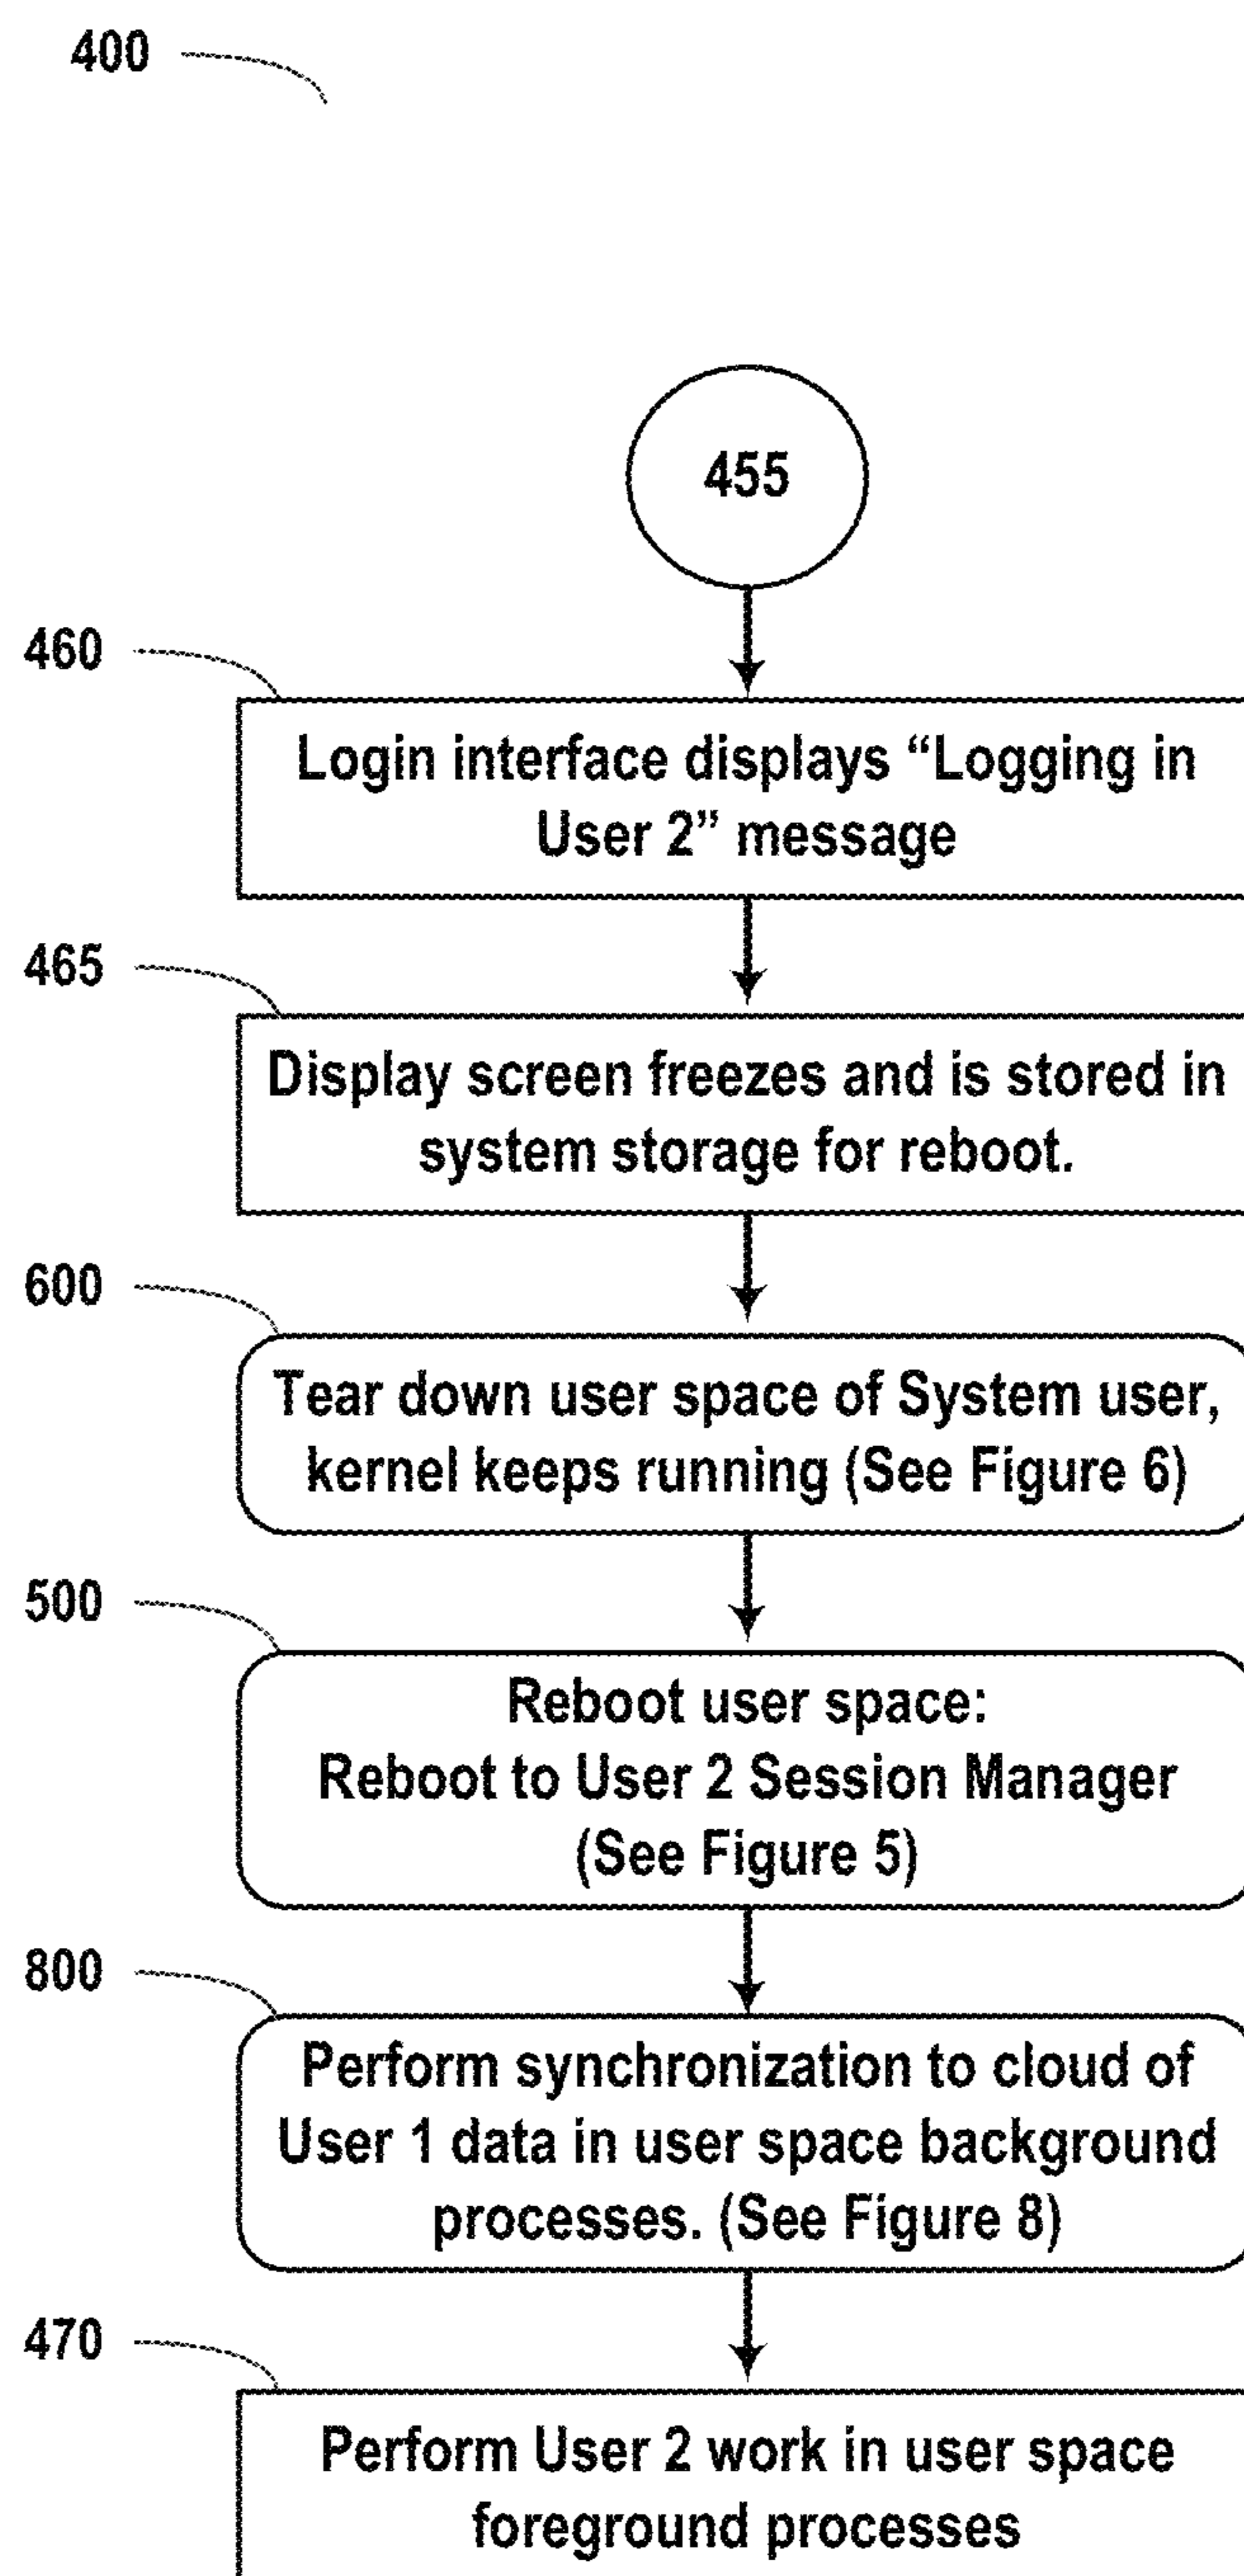 400
455
460
Login interface displays “Logging in
User 2” message
465
Display screen freezes and is stored in
system storage for reboot.
600
Tear down user space of System user,
kernel keeps running (See Figure 6)
500
Reboot user space:
Reboot to User 2 Session Manager
(See Figure 5)
800
Perform synchronization to cloud of
User 1 data in user space background
processes. (See Figure 8)
470
Perform User 2 work in user space
foreground processes